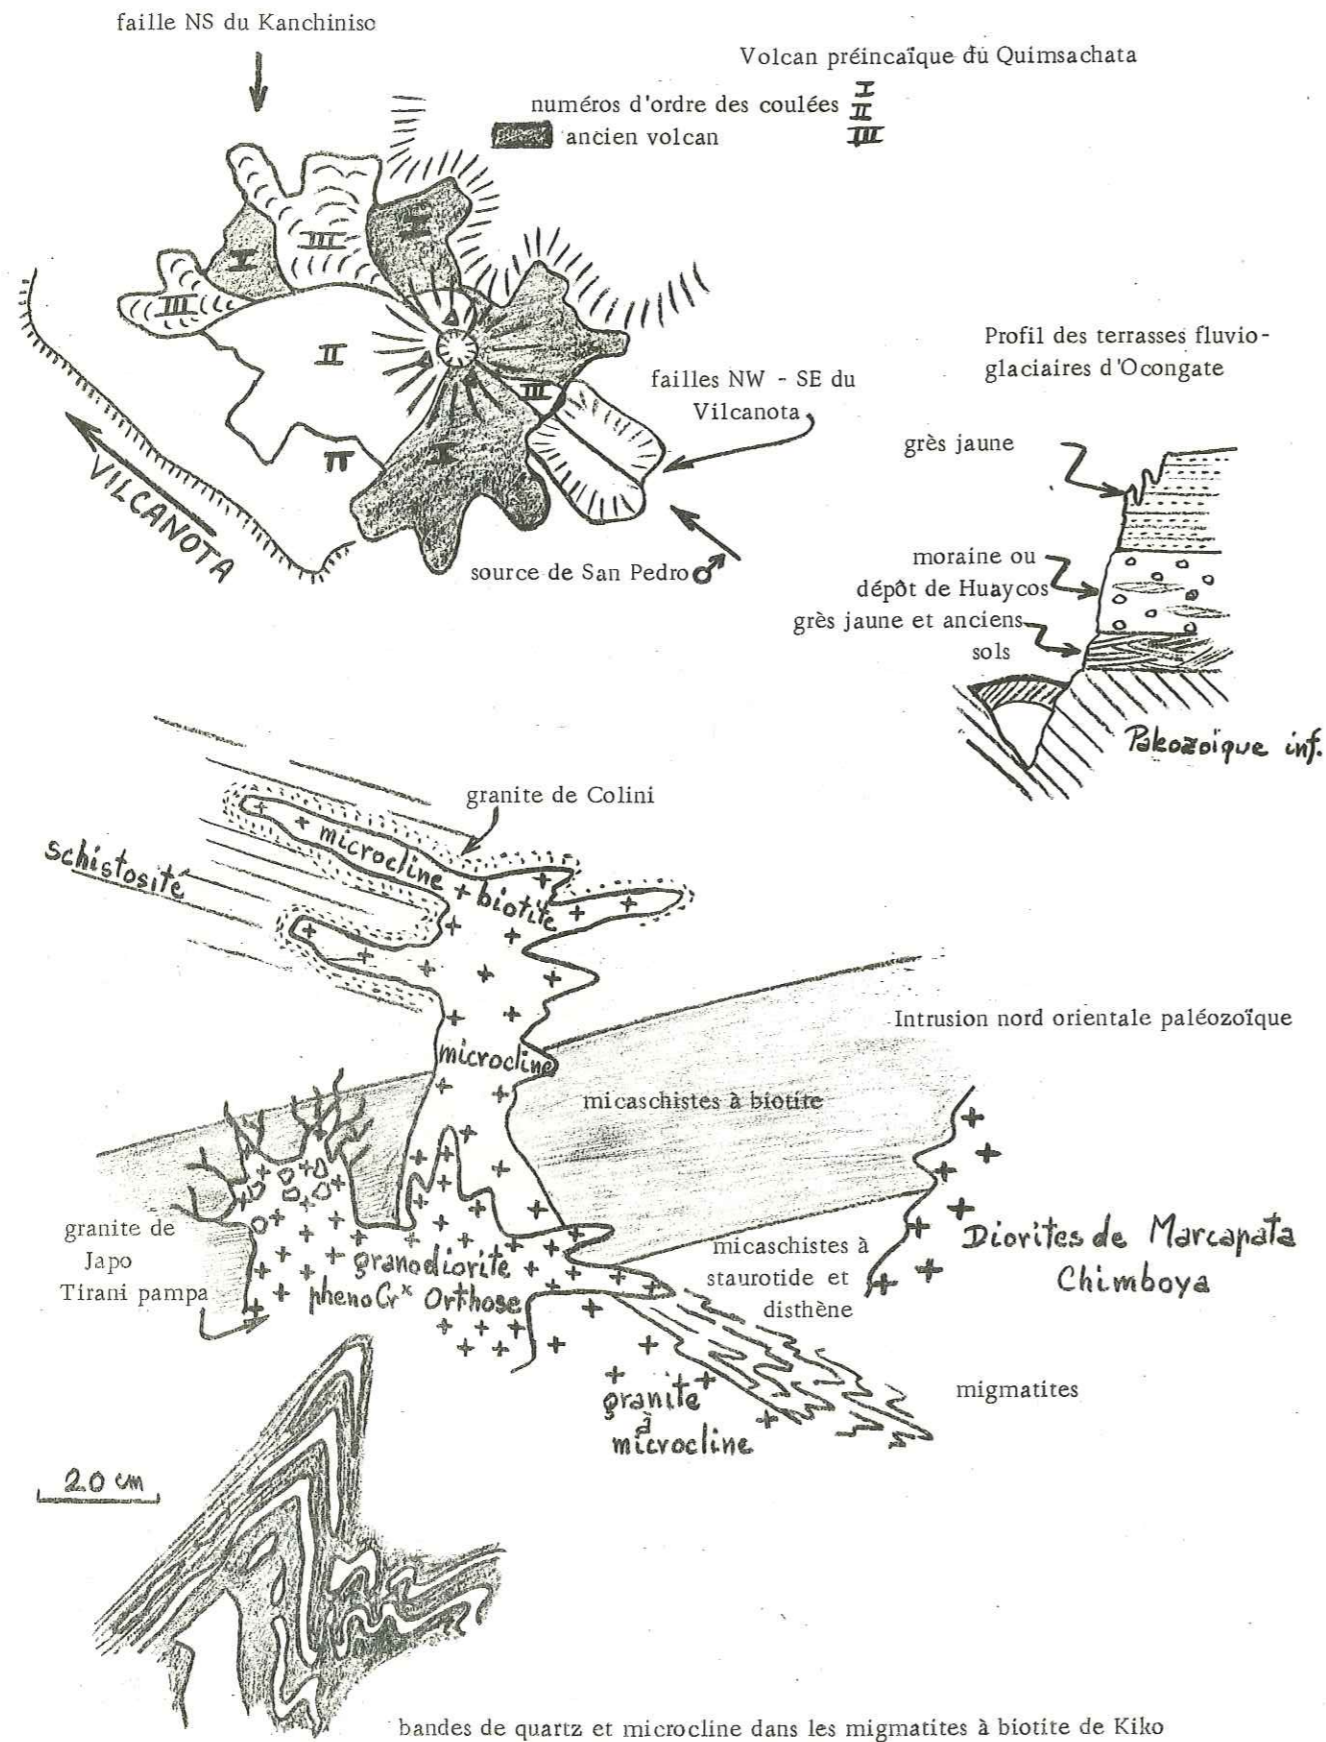 faille NS du Kanchinisc
Volcan préincaïque du Quimsachata
numéros d'ordre des coulées
I
II
III
ancien volcan
I
III
I
III
II
III
II
I
failles NW - SE du
Vilcanota
VILCANOTA
source de San Pedro
Profil des terrasses fluvio-
glaciaires d'Ocongate
grès jaune
moraine ou
dépôt de Huaycos
grès jaune et anciens
sols
Paleozoïque inf.
granite de Colini
schistosité
microcline
biotite
Intrusion nord orientale paléozoïque
microcline
micaschistes à biotite
granite de
Japo
Tirani pampa
granodiorite
phenoCrˣ Orthose
micaschistes à
staurotide et
disthène
Diorites de Marcapata
Chimboya
migmatites
granite
à
microcline
20 cm
bandes de quartz et microcline dans les migmatites à biotite de Kiko